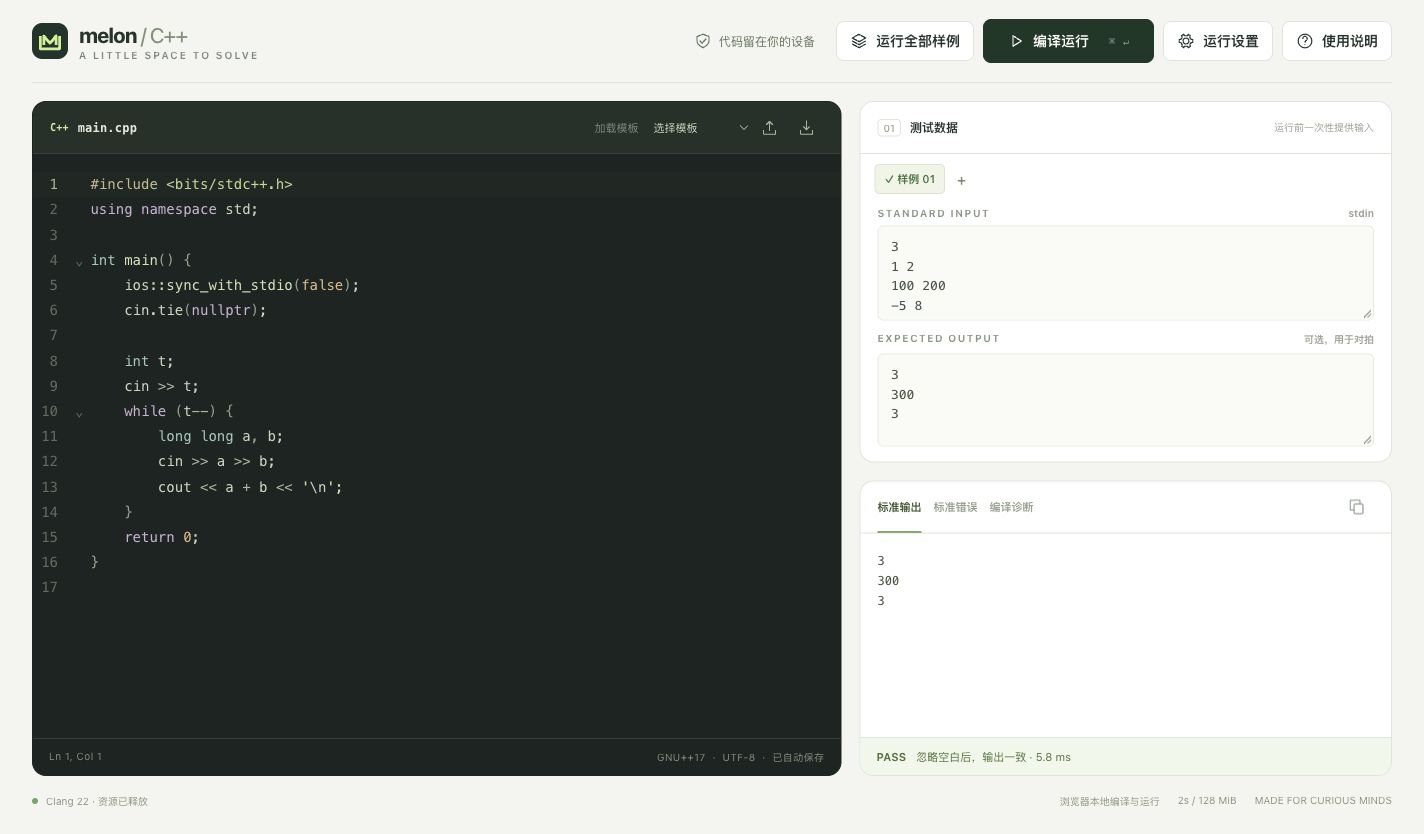 melon / C++
A LITTLE SPACE TO SOLVE
代码留在你的设备
运行全部样例
编译运行 ⌘ ↵
运行设置
使用说明
C++ main.cpp
加载模板 选择模板
1 #include <bits/stdc++.h>
2 using namespace std;
3
4 int main() {
5 ios::sync_with_stdio(false);
6 cin.tie(nullptr);
7
8 int t;
9 cin >> t;
10 while (t--) {
11 long long a, b;
12 cin >> a >> b;
13 cout << a + b << '\n';
14 }
15 return 0;
16 }
17
Ln 1, Col 1
GNU++17 · UTF-8 · 已自动保存
01 测试数据
运行前一次性提供输入
✓ 样例 01 +
STANDARD INPUT stdin
3
1 2
100 200
-5 8
EXPECTED OUTPUT 可选，用于对拍
3
300
3
标准输出 标准错误 编译诊断
3
300
3
PASS 忽略空白后，输出一致 · 5.8 ms
Clang 22 · 资源已释放
浏览器本地编译与运行 2s / 128 MiB MADE FOR CURIOUS MINDS